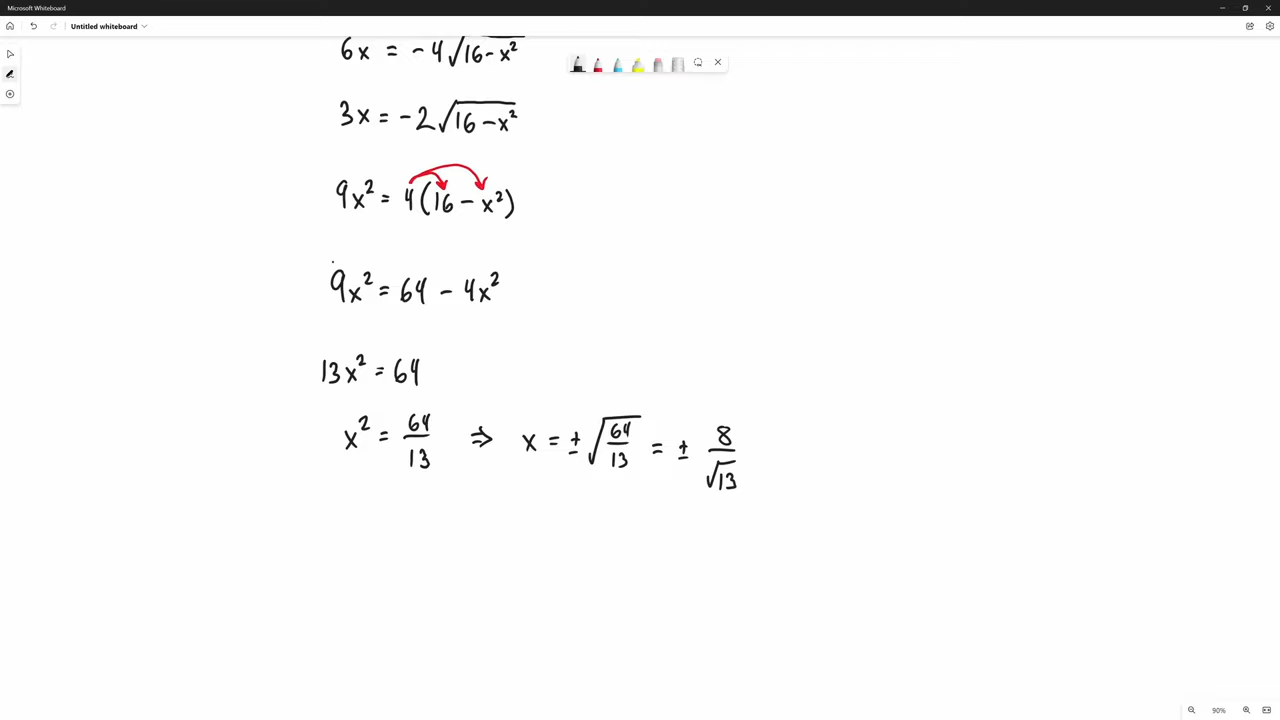 Microsoft Whiteboard
Untitled whiteboard
6x = -4√(16-x²)
3x = -2√(16-x²)
9x² = 4(16-x²)
9x² = 64 - 4x²
13x² = 64
x² = 64/13 ⇒ x = ±√(64/13) = ± 8/√13
90%